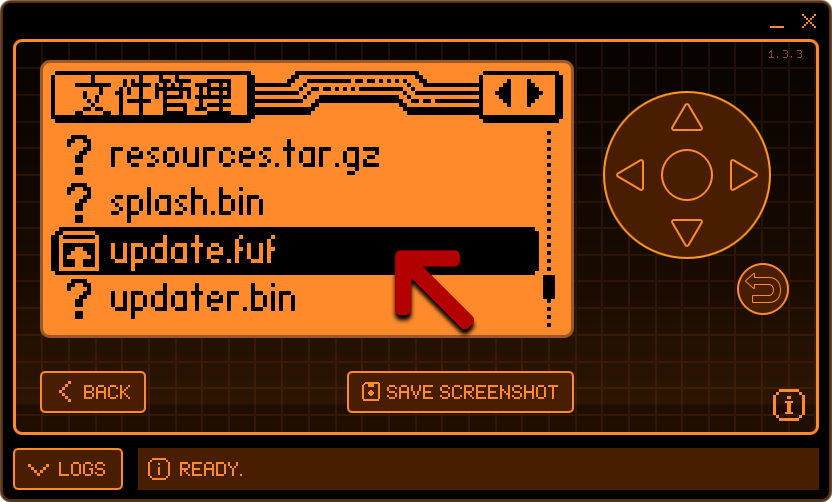 1.3.3
文件管理
resources.tar.gz
splash.bin
update.fuf
updater.bin
BACK
SAVE SCREENSHOT
LOGS
READY.